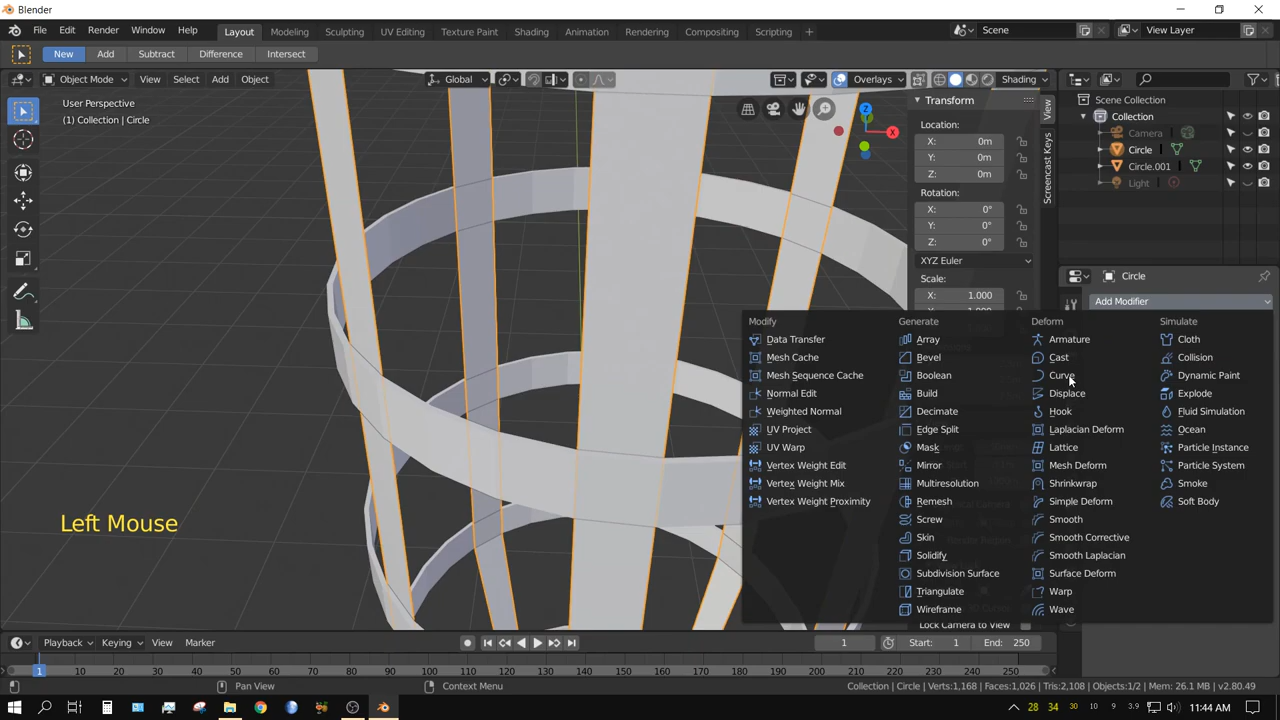 Blender
File Edit Render Window Help
Layout Modeling Sculpting UV Editing Texture Paint Shading Animation Rendering Compositing Scripting +
Scene
View Layer
New Add Subtract Difference Intersect
Object Mode View Select Add Object
Global
Overlays
Shading
User Perspective
(1) Collection | Circle
X
Z
Transform
Location:
X: 0m
Y: 0m
Z: 0m
Rotation:
X: 0°
Y: 0°
Z: 0°
XYZ Euler
Scale:
X: 1.000
View
Screencast Keys
Scene Collection
Collection
Camera
Circle
Circle.001
Light
Circle
Add Modifier
Modify
Data Transfer
Mesh Cache
Mesh Sequence Cache
Normal Edit
Weighted Normal
UV Project
UV Warp
Vertex Weight Edit
Vertex Weight Mix
Vertex Weight Proximity
Generate
Array
Bevel
Boolean
Build
Decimate
Edge Split
Mask
Mirror
Multiresolution
Remesh
Screw
Skin
Solidify
Subdivision Surface
Triangulate
Wireframe
Deform
Armature
Cast
Curve
Displace
Hook
Laplacian Deform
Lattice
Mesh Deform
Shrinkwrap
Simple Deform
Smooth
Smooth Corrective
Smooth Laplacian
Surface Deform
Warp
Wave
Simulate
Cloth
Collision
Dynamic Paint
Explode
Fluid Simulation
Ocean
Particle Instance
Particle System
Smoke
Soft Body
Lock Camera to View
Left Mouse
Playback Keying View Marker
1
Start: 1 End: 250
1 10 20 30 40 50 60 70 80 90 100 110 120 130 140 150 160 170 180 190 200 210 220 230 240 250
Pan View
Context Menu
Collection | Circle | Verts:1,168 | Faces:1,026 | Tris:2,108 | Objects:1/2 | Mem: 26.1 MB | v2.80.49
28 34 30 2 4 3.9
11:44 AM